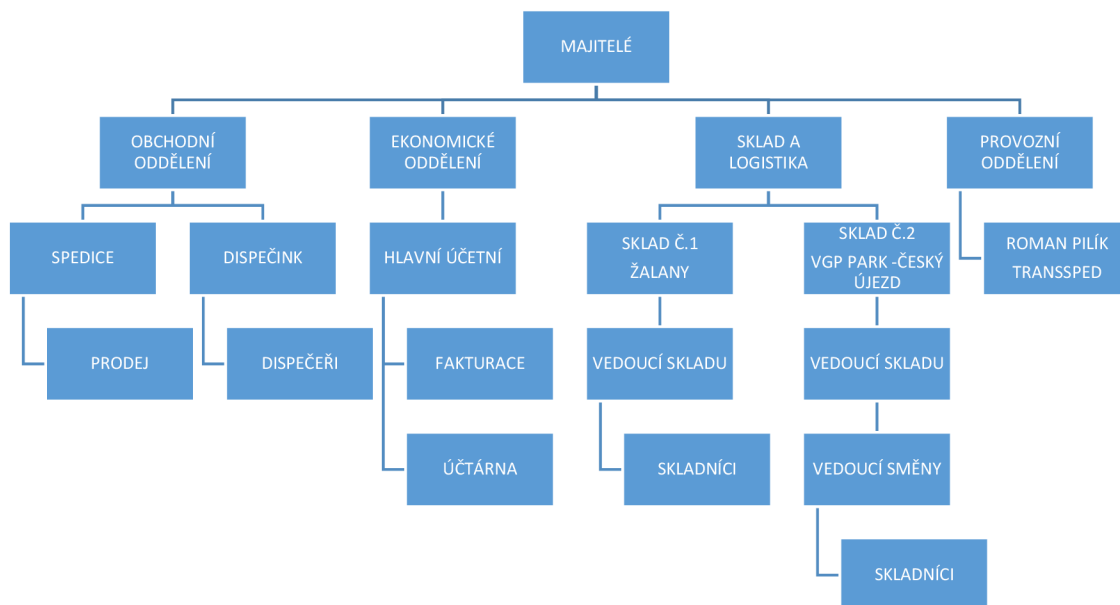 MAJITELÉ
OBCHODNÍ
ODDĚLENÍ
EKONOMICKÉ
ODDĚLENÍ
SKLAD A
LOGISTIKA
PROVOZNÍ
ODDĚLENÍ
SPEDICE
DISPEČINK
HLAVNÍ ÚČETNÍ
SKLAD Č.1
ŽALANY
SKLAD Č.2
VGP PARK -ČESKÝ
ÚJEZD
ROMAN PILÍK
TRANSSPED
PRODEJ
DISPEČEŘI
FAKTURACE
VEDOUCÍ SKLADU
VEDOUCÍ SKLADU
ÚČTÁRNA
SKLADNÍCI
VEDOUCÍ SMĚNY
SKLADNÍCI